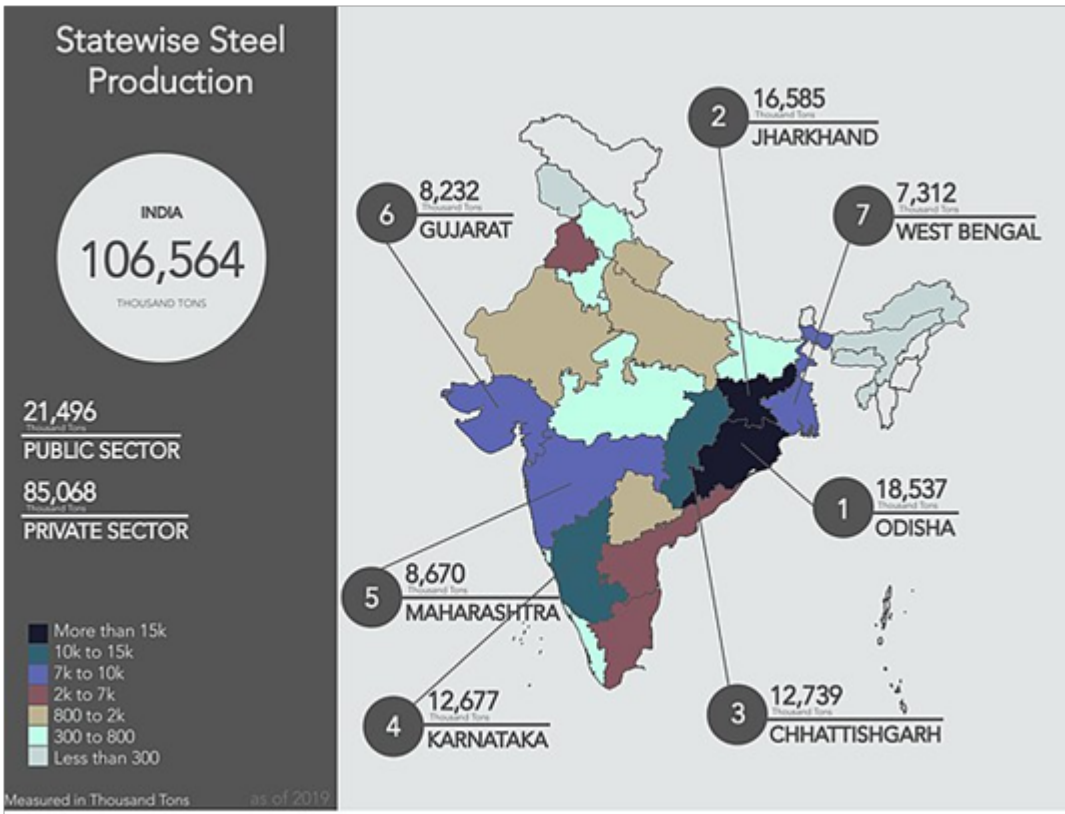 Statewise Steel
Production
INDIA
106,564
THOUSAND TONS
21,496
Thousand Tons
PUBLIC SECTOR
85,068
Thousand Tons
PRIVATE SECTOR
More than 15k
10k to 15k
7k to 10k
2k to 7k
800 to 2k
300 to 800
Less than 300
Measured in Thousand Tons
as of 2019
2
16,585
Thousand Tons
JHARKHAND
6
8,232
Thousand Tons
GUJARAT
7
7,312
Thousand Tons
WEST BENGAL
1
18,537
Thousand Tons
ODISHA
5
8,670
Thousand Tons
MAHARASHTRA
4
12,677
Thousand Tons
KARNATAKA
3
12,739
Thousand Tons
CHHATTISHGARH